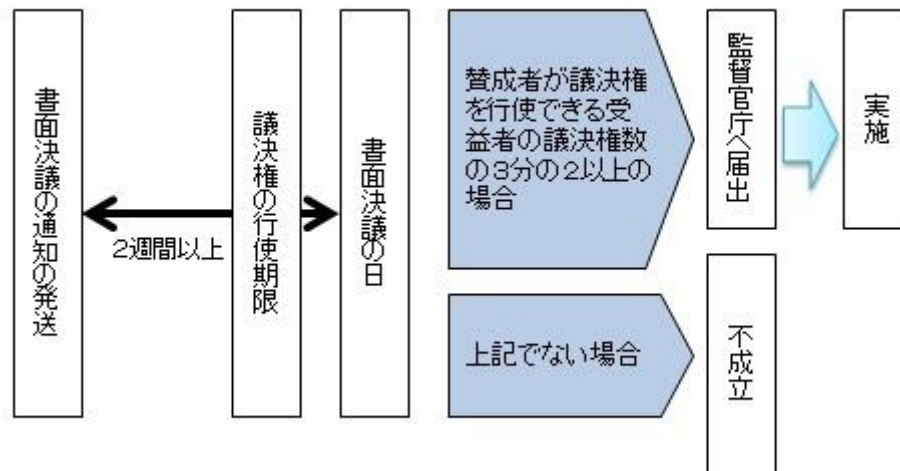 書面決議の通知の発送
2週間以上
議決権の行使期限
書面決議の日
賛成者が議決権
を行使できる受
益者の議決権数
の3分の2以上の
場合
監督官庁へ届出
実施
上記でない場合
不成立